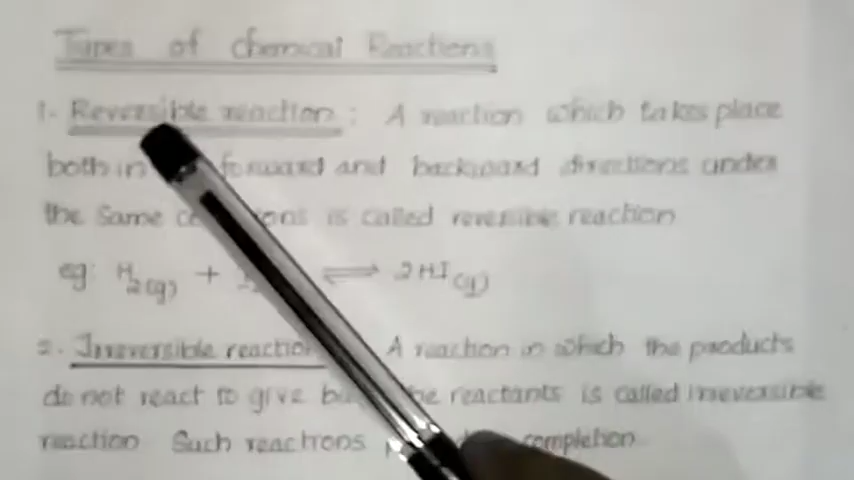 Types of Chemical Reactions
1. Reversible reaction : A reaction which takes place
both in forward and backward directions under
the Same is called reversible reaction
eg: H2(g) + ⇌ 2HI(g)
2. Irreversible reaction A reaction in which the products
do not react to give the reactants is called irreversible
reaction Such reactions completion